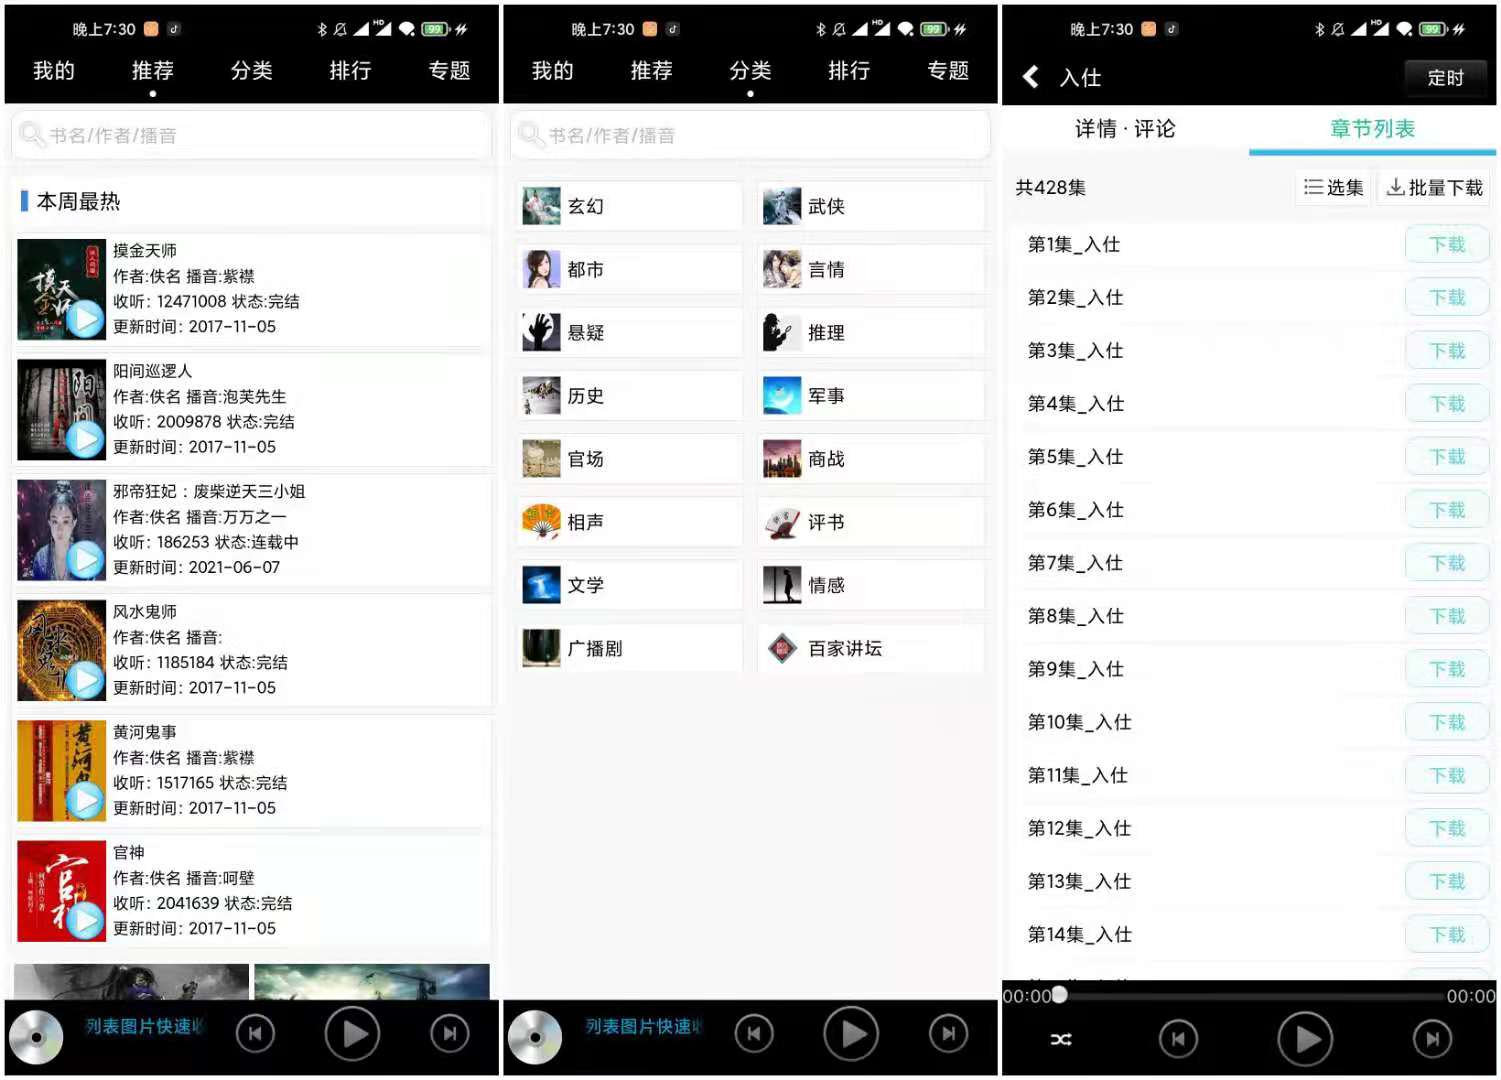 晚上7:30
HD
99
我的
推荐
分类
排行
专题
书名/作者/播音
本周最热
摸金天师
作者:佚名 播音:紫襟
收听: 12471008 状态:完结
更新时间: 2017-11-05
阳间巡逻人
作者:佚名 播音:泡芙先生
收听: 2009878 状态:完结
更新时间: 2017-11-05
邪帝狂妃：废柴逆天三小姐
作者:佚名 播音:万万之一
收听: 186253 状态:连载中
更新时间: 2021-06-07
风水鬼师
作者:佚名 播音:
收听: 1185184 状态:完结
更新时间: 2017-11-05
黄河鬼事
作者:佚名 播音:紫襟
收听: 1517165 状态:完结
更新时间: 2017-11-05
官神
作者:佚名 播音:呵壁
收听: 2041639 状态:完结
更新时间: 2017-11-05
列表图片快速收
晚上7:30
HD
99
我的
推荐
分类
排行
专题
书名/作者/播音
玄幻
武侠
都市
言情
悬疑
推理
历史
军事
官场
商战
相声
评书
文学
情感
广播剧
百家讲坛
列表图片快速
晚上7:30
HD
99
入仕
定时
详情·评论
章节列表
共428集
选集
批量下载
第1集_入仕
下载
第2集_入仕
下载
第3集_入仕
下载
第4集_入仕
下载
第5集_入仕
下载
第6集_入仕
下载
第7集_入仕
下载
第8集_入仕
下载
第9集_入仕
下载
第10集_入仕
下载
第11集_入仕
下载
第12集_入仕
下载
第13集_入仕
下载
第14集_入仕
下载
00:00
00:00